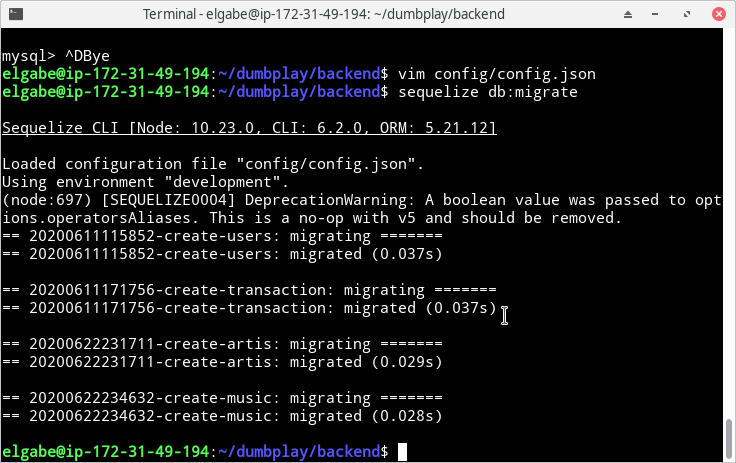 Terminal - elgabe@ip-172-31-49-194: ~/dumbplay/backend
mysql> ^DBye
elgabe@ip-172-31-49-194:~/dumbplay/backend$ vim config/config.json
elgabe@ip-172-31-49-194:~/dumbplay/backend$ sequelize db:migrate
Sequelize CLI [Node: 10.23.0, CLI: 6.2.0, ORM: 5.21.12]
Loaded configuration file "config/config.json".
Using environment "development".
(node:697) [SEQUELIZE0004] DeprecationWarning: A boolean value was passed to opt
ions.operatorsAliases. This is a no-op with v5 and should be removed.
== 20200611115852-create-users: migrating =======
== 20200611115852-create-users: migrated (0.037s)
== 20200611171756-create-transaction: migrating =======
== 20200611171756-create-transaction: migrated (0.037s)
== 20200622231711-create-artis: migrating =======
== 20200622231711-create-artis: migrated (0.029s)
== 20200622234632-create-music: migrating =======
== 20200622234632-create-music: migrated (0.028s)
elgabe@ip-172-31-49-194:~/dumbplay/backend$